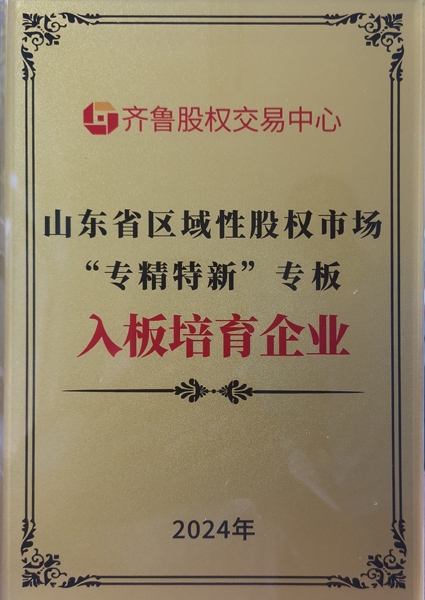 齐鲁股权交易中心
山东省区域性股权市场
“专精特新”专板
入板培育企业
2024年